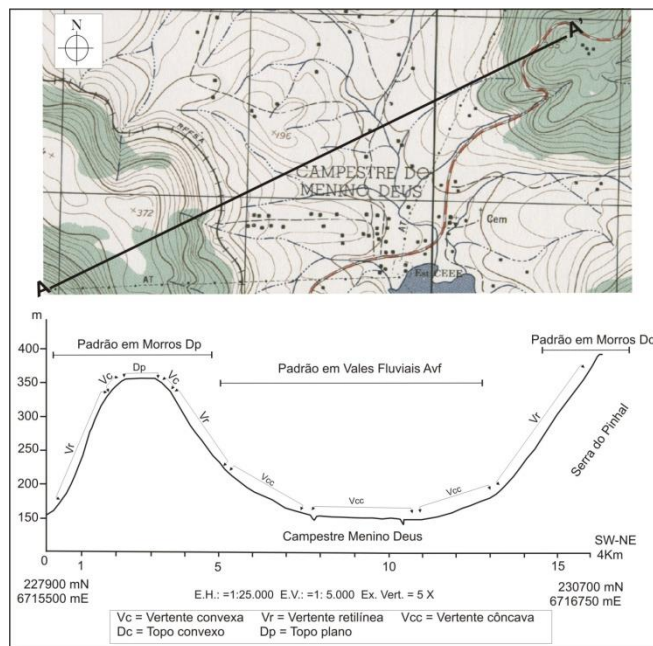 N
A'
RFFSA
196
CAMPESTRE DO
MENINO DEUS
372
Cem
AT
AT
Est CEEE
A
m
400
350
300
250
200
150
100
Padrão em Morros Dp
Padrão em Vales Fluviais Avf
Padrão em Morros Dc
Vc
Dp
Vc
Vr
Vr
Vcc
Vcc
Vcc
Vr
Serra do Pinhal
Campestre Menino Deus
0
1
5
10
15
SW-NE
4Km
227900 mN
6715500 mE
E.H.: =1:25.000 E.V.: =1: 5.000 Ex. Vert. = 5 X
230700 mN
6716750 mE
Vc = Vertente convexa Vr = Vertente retilínea Vcc = Vertente côncava
Dc = Topo convexo Dp = Topo plano